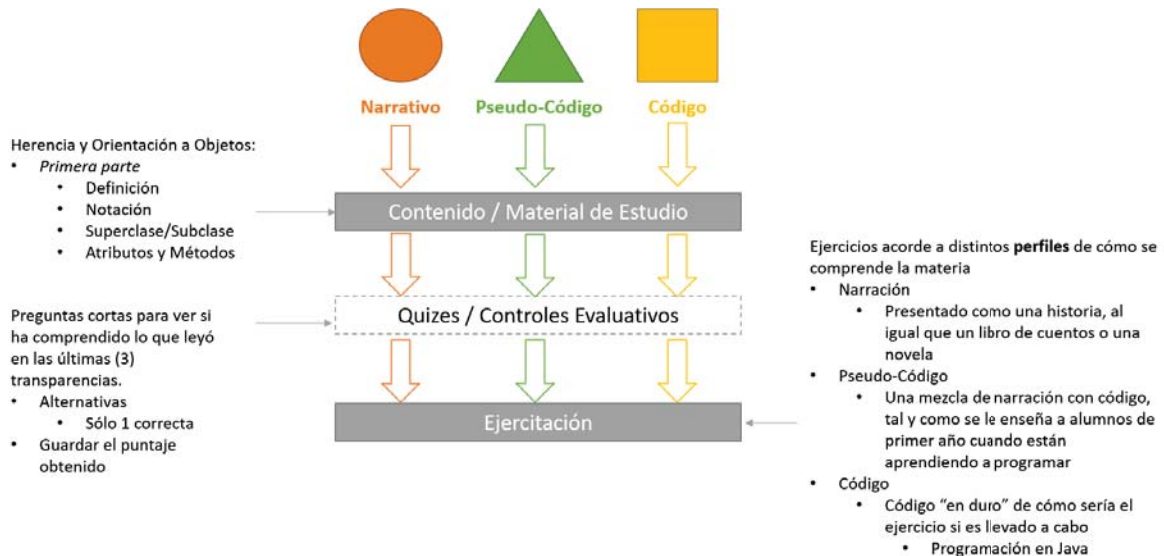 Narrativo
Pseudo-Código
Código
Herencia y Orientación a Objetos:
• Primera parte
• Definición
• Notación
• Superclase/Subclase
• Atributos y Métodos
Contenido / Material de Estudio
Preguntas cortas para ver si
ha comprendido lo que leyó
en las últimas (3)
transparencias.
• Alternativas
• Sólo 1 correcta
• Guardar el puntaje
obtenido
Quizes / Controles Evaluativos
Ejercitación
Ejercicios acorde a distintos perfiles de cómo se
comprende la materia
• Narración
• Presentado como una historia, al
igual que un libro de cuentos o una
novela
• Pseudo-Código
• Una mezcla de narración con código,
tal y como se le enseña a alumnos de
primer año cuando están
aprendiendo a programar
• Código
• Código “en duro” de cómo sería el
ejercicio si es llevado a cabo
• Programación en Java